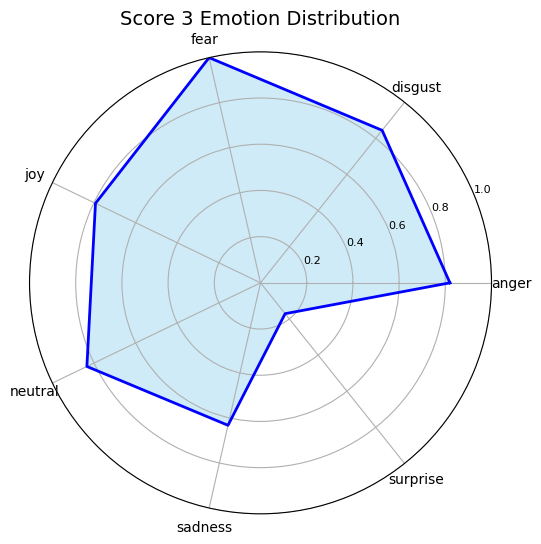 Score 3 Emotion Distribution
fear
disgust
joy
1.0
0.8
0.6
0.4
0.2
anger
neutral
surprise
sadness